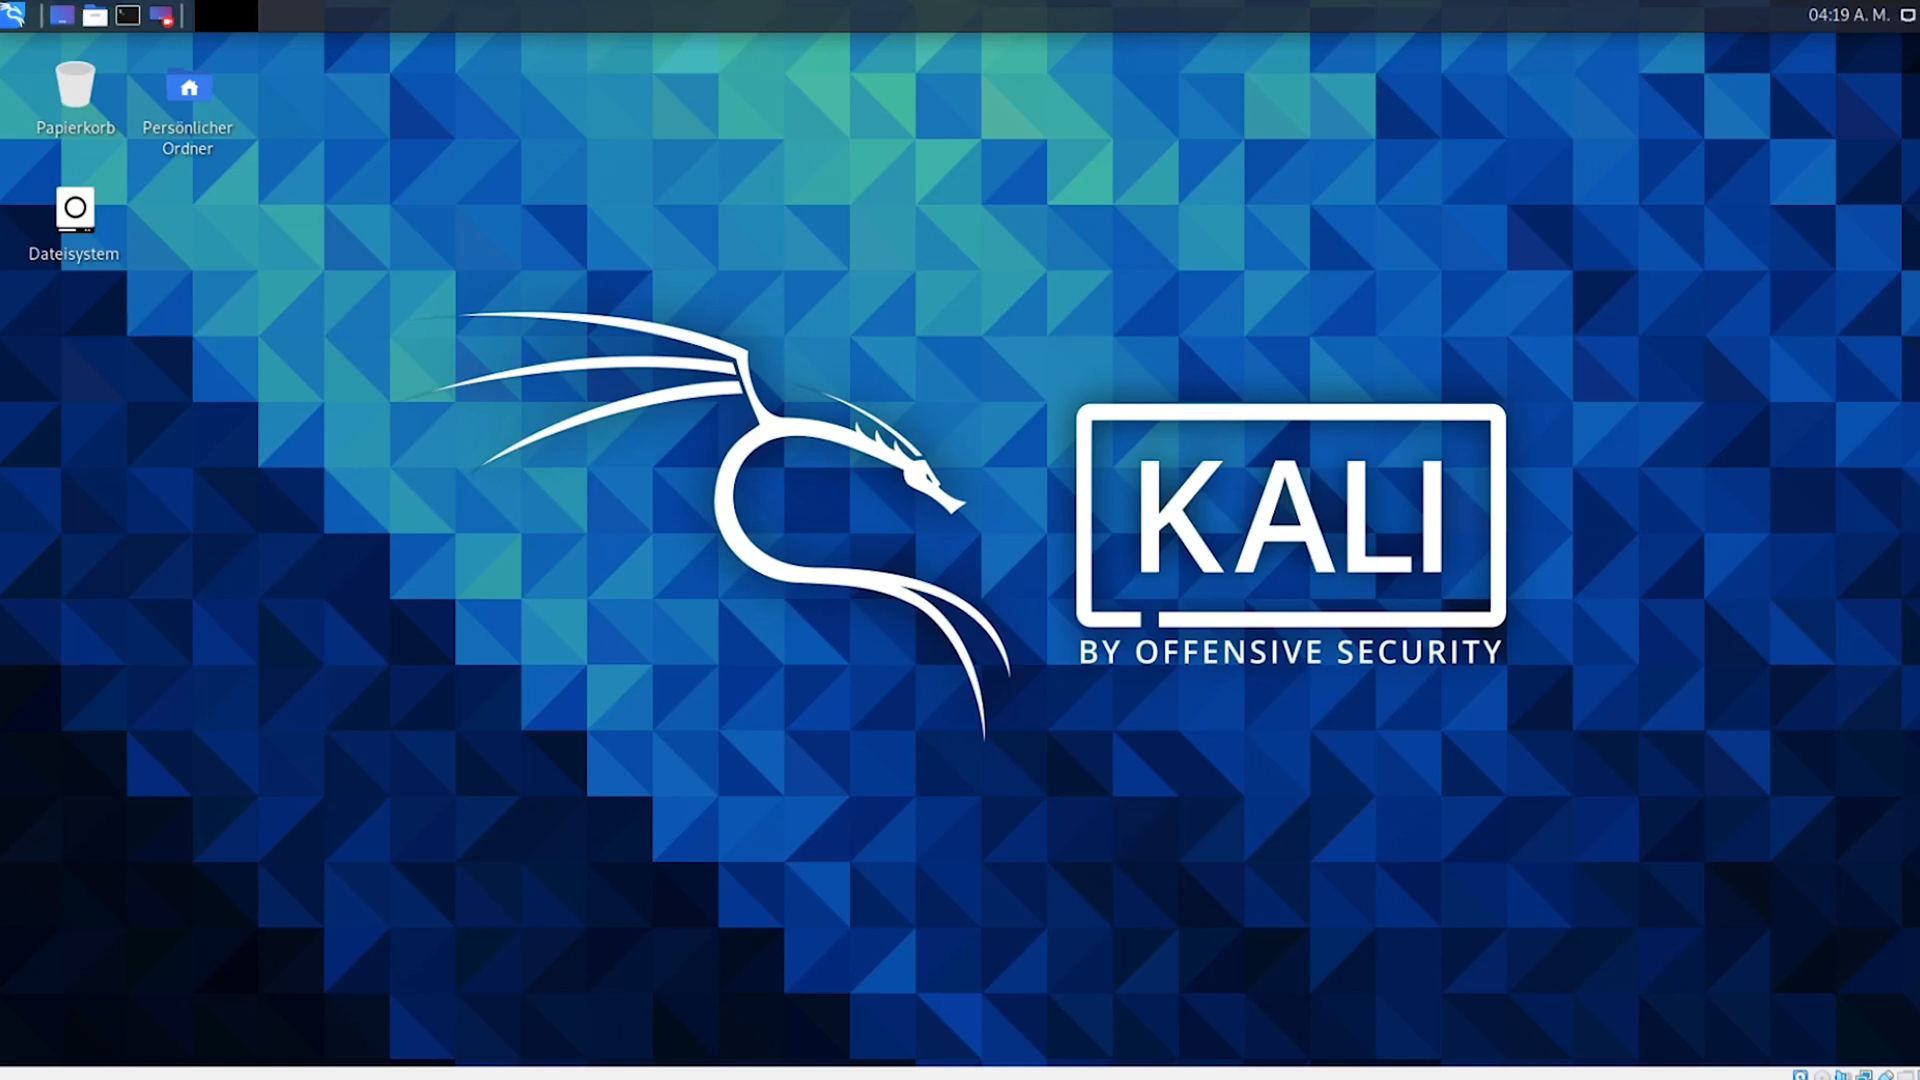 04:19 A. M.
Papierkorb
Persönlicher
Ordner
Dateisystem
KALI
BY OFFENSIVE SECURITY